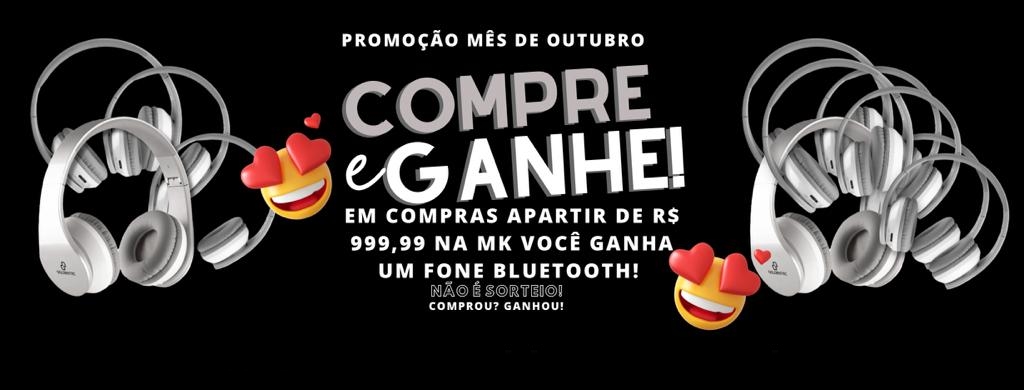 PROMOÇÃO MÊS DE OUTUBRO
COMPRE
e GANHE!
EM COMPRAS APARTIR DE R$
999,99 NA MK VOCÊ GANHA
UM FONE BLUETOOTH!
NÃO É SORTEIO!
COMPROU? GANHOU!